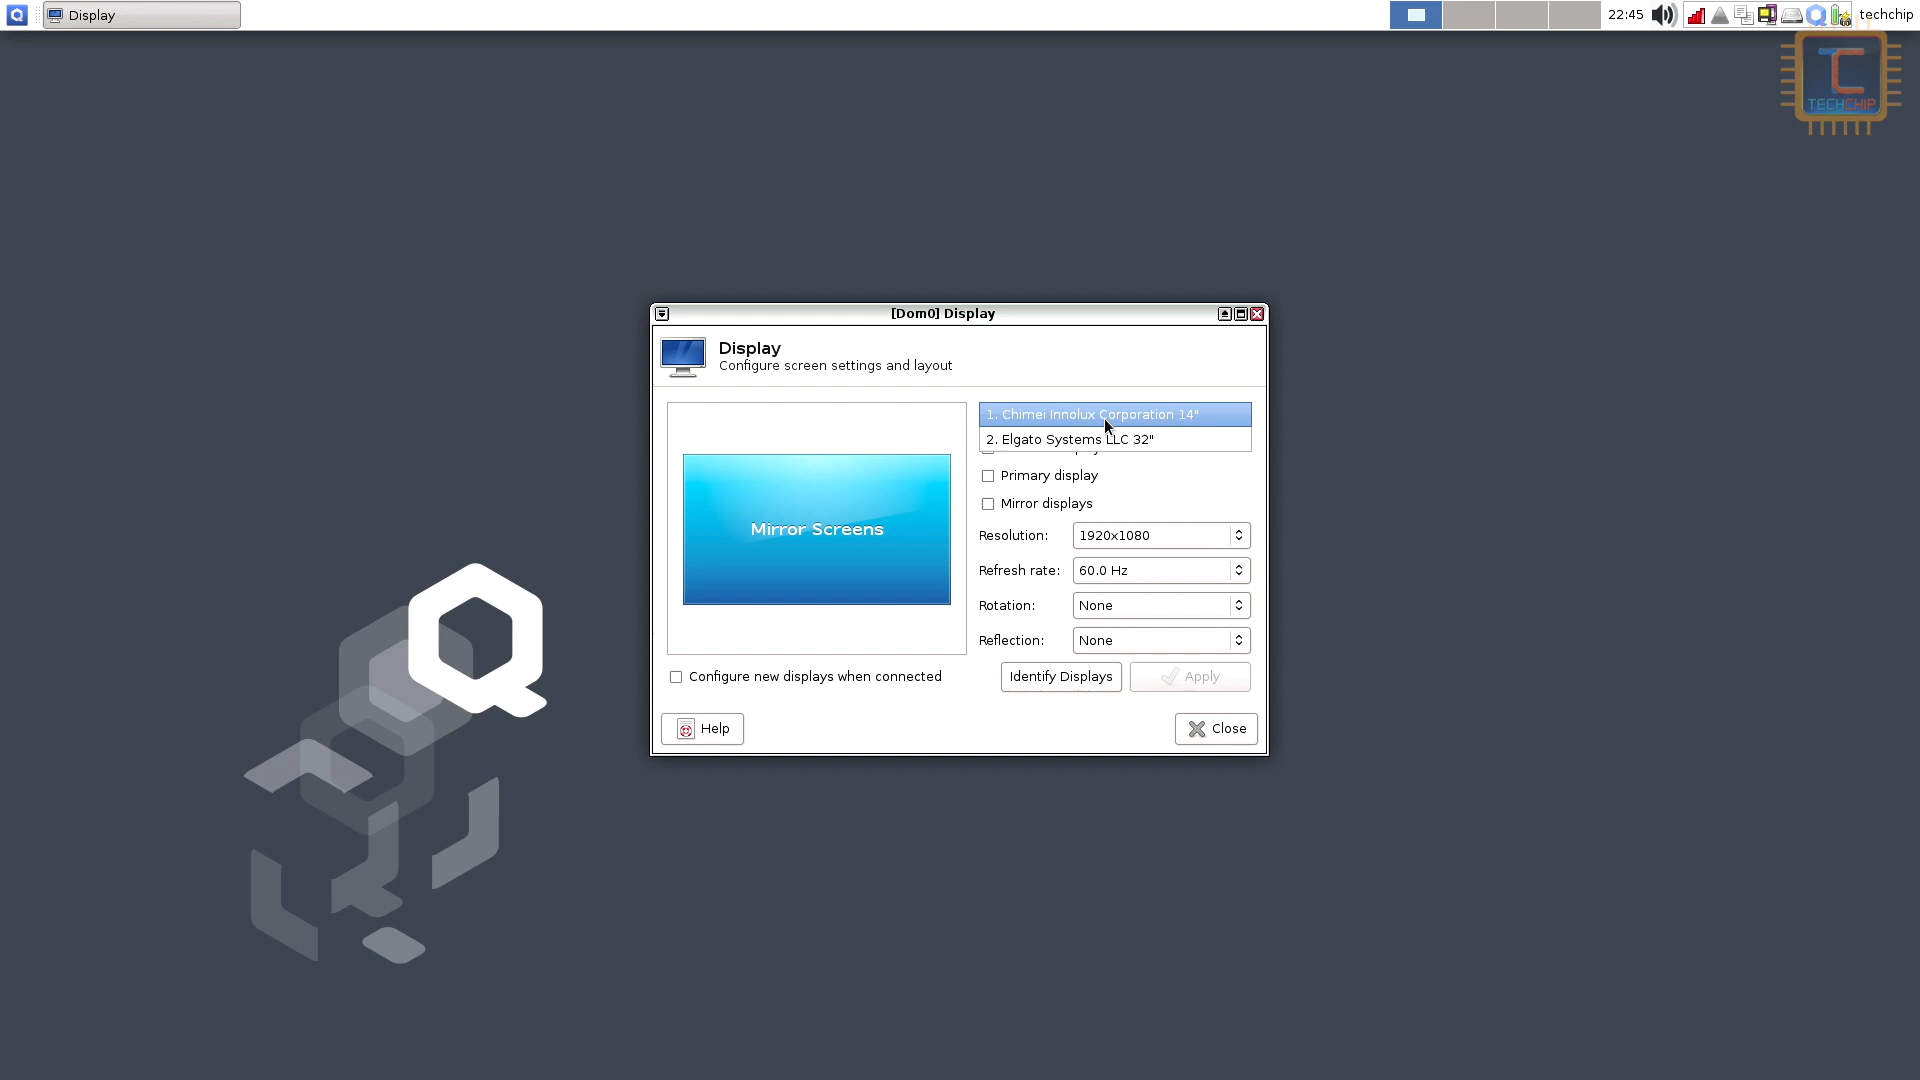 Display
22:45
techchip
TC
TECHCHIP
[Dom0] Display
Display
Configure screen settings and layout
1. Chimei Innolux Corporation 14"
2. Elgato Systems LLC 32"
Primary display
Mirror displays
Mirror Screens
Resolution: 1920x1080
Refresh rate: 60.0 Hz
Rotation: None
Reflection: None
Configure new displays when connected
Identify Displays
Apply
Help
Close